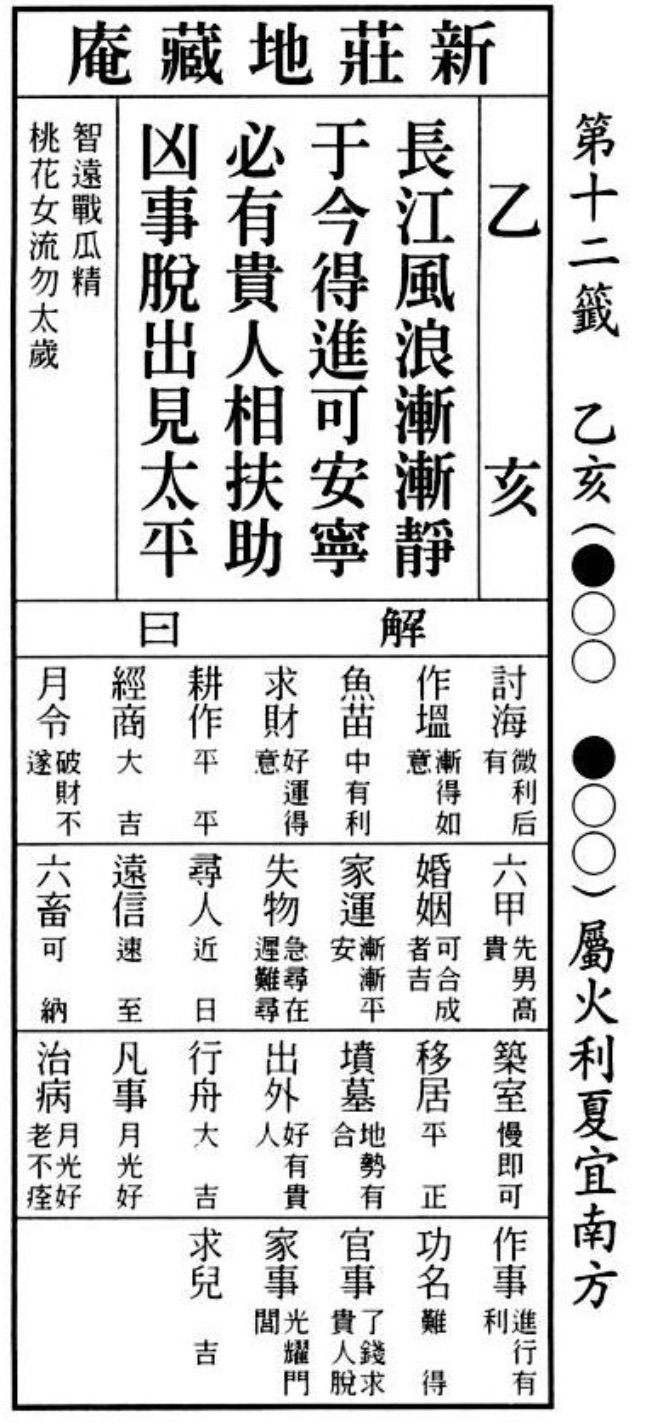 第十二籤 乙亥（●○○ ●○○）屬火利夏宜南方
新莊地藏庵
乙亥
長江風浪漸漸靜
于今得進可安寧
必有貴人相扶助
凶事脫出見太平
智遠戰瓜精
桃花女流勿太歲
解曰
討海 微利后有
作塭 漸得如意
魚苗 中有利
求財 好運得意
耕作 平平
經商 大吉
月令 破財不遂
六甲 先男高貴
婚姻 可合成者吉
家運 漸漸平安
失物 急尋在遲難尋
尋人 近日
遠信 速至
六畜 可納
築室 慢即可
移居 平正
墳墓 地勢有合
出外 好有貴人
行舟 大吉
凡事 月光好
治病 月光好老不痊
作事 進行有利
功名 難得
官事 了錢求貴人脫
家事 光耀門閭
求兒 吉